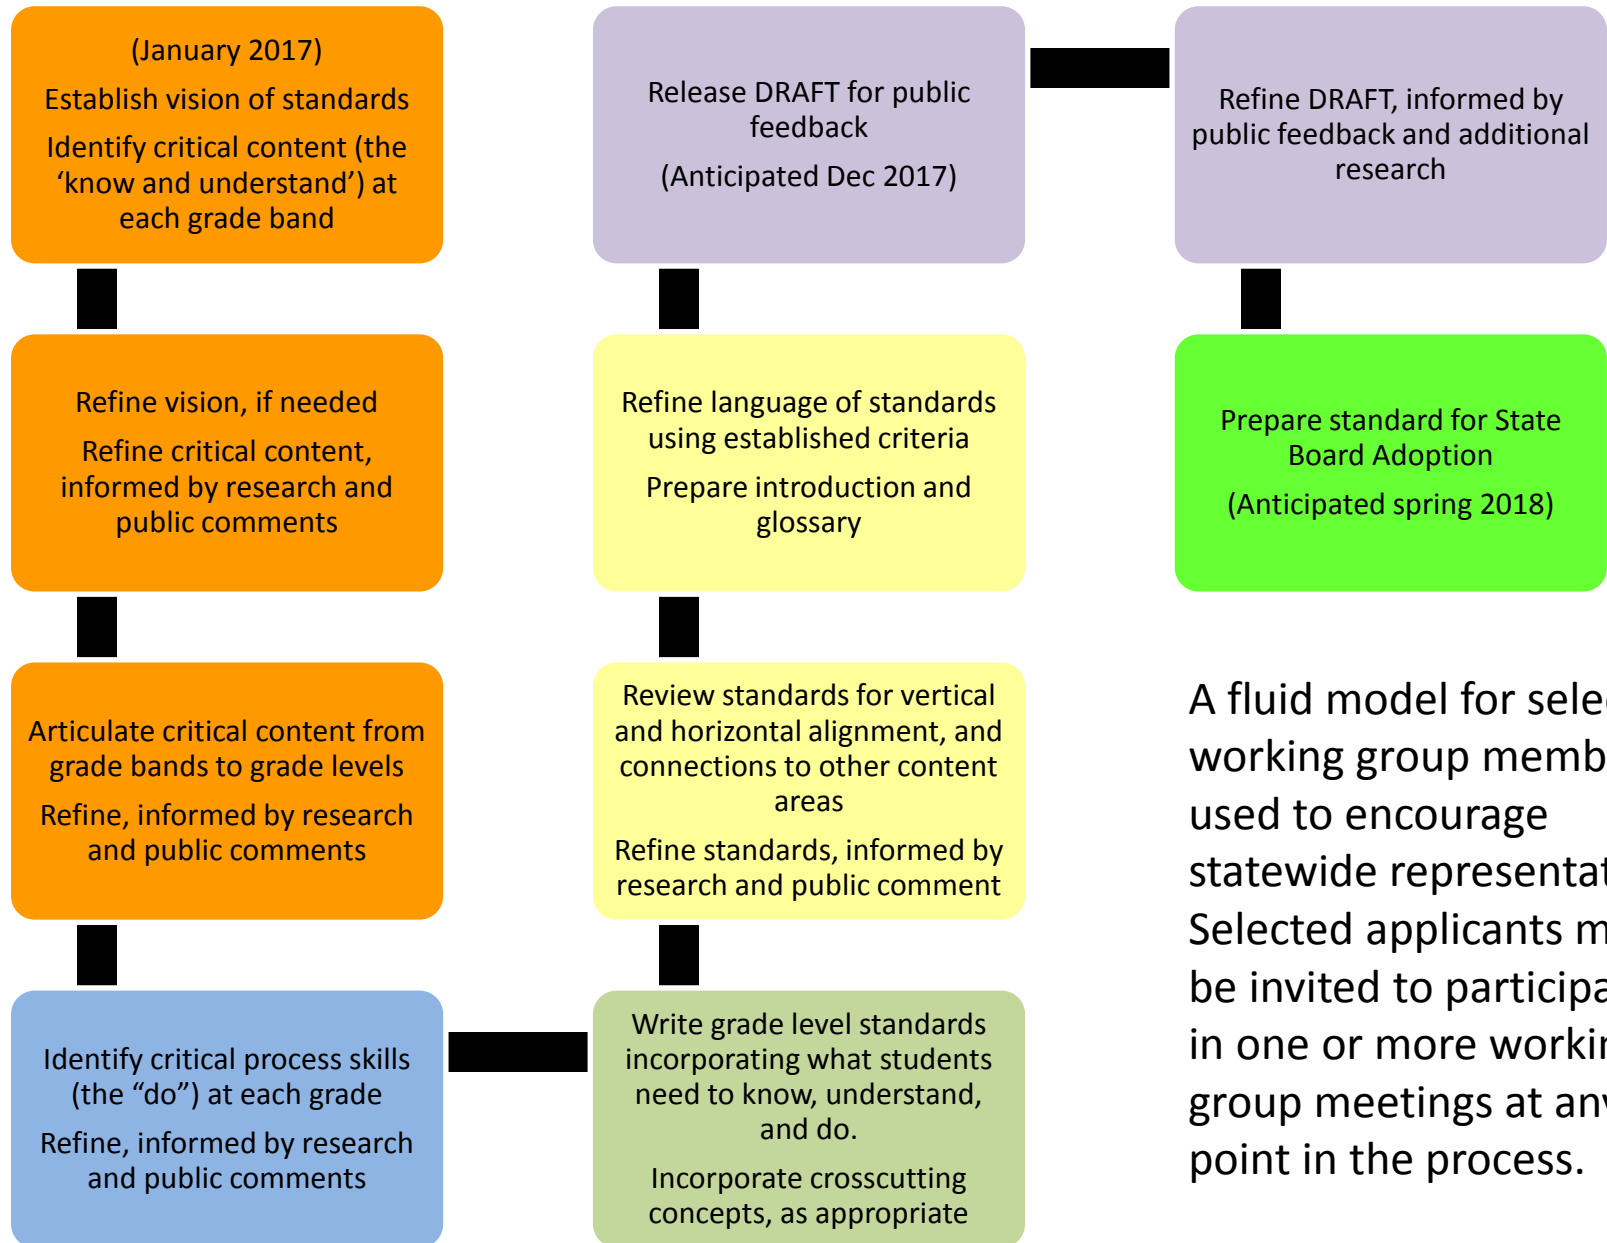 (January 2017)
Establish vision of standards
Identify critical content (the
‘know and understand’) at
each grade band
Refine vision, if needed
Refine critical content,
informed by research and
public comments
Articulate critical content from
grade bands to grade levels
Refine, informed by research
and public comments
Identify critical process skills
(the “do”) at each grade
Refine, informed by research
and public comments
Write grade level standards
incorporating what students
need to know, understand,
and do.
Incorporate crosscutting
concepts, as appropriate
Review standards for vertical
and horizontal alignment, and
connections to other content
areas
Refine standards, informed by
research and public comment
Refine language of standards
using established criteria
Prepare introduction and
glossary
Release DRAFT for public
feedback
(Anticipated Dec 2017)
Refine DRAFT, informed by
public feedback and additional
research
Prepare standard for State
Board Adoption
(Anticipated spring 2018)
A fluid model for selec
working group memb
used to encourage
statewide representat
Selected applicants m
be invited to participa
in one or more workin
group meetings at any
point in the process.